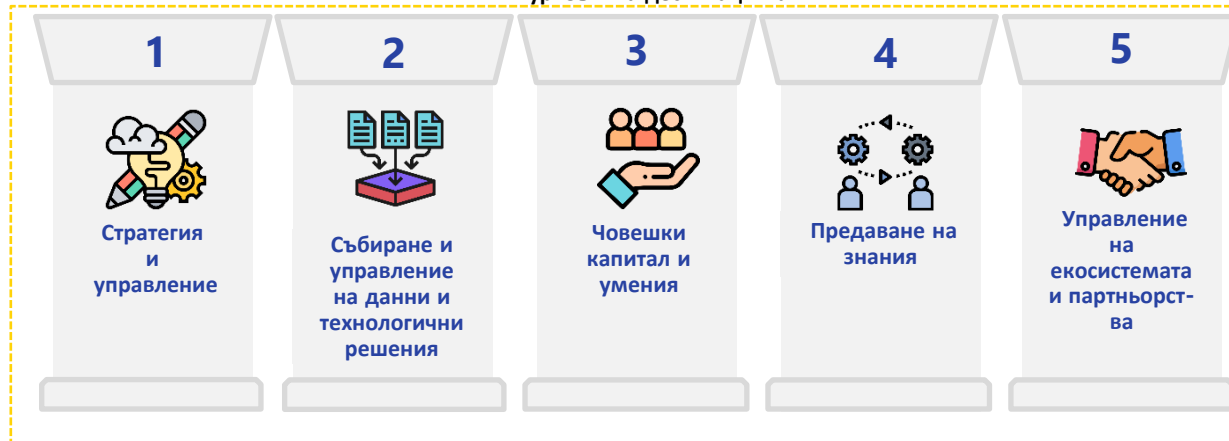 1
Стратегия
и
управление
2
Събиране и
управление
на данни и
технологични
решения
3
Човешки
капитал и
умения
4
Предаване на
знания
5
Управление
на
екосистемата
и партньорст-
ва